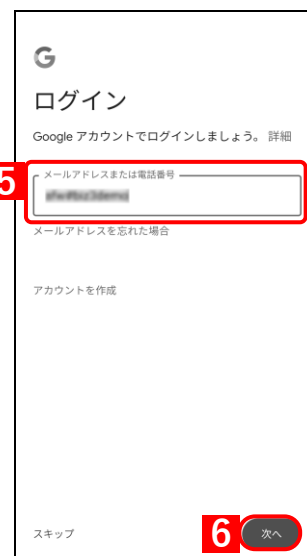 G
ログイン
Google アカウントでログインしましょう。 詳細
5
メールアドレスまたは電話番号
メールアドレスを忘れた場合
アカウントを作成
スキップ
6
次へ